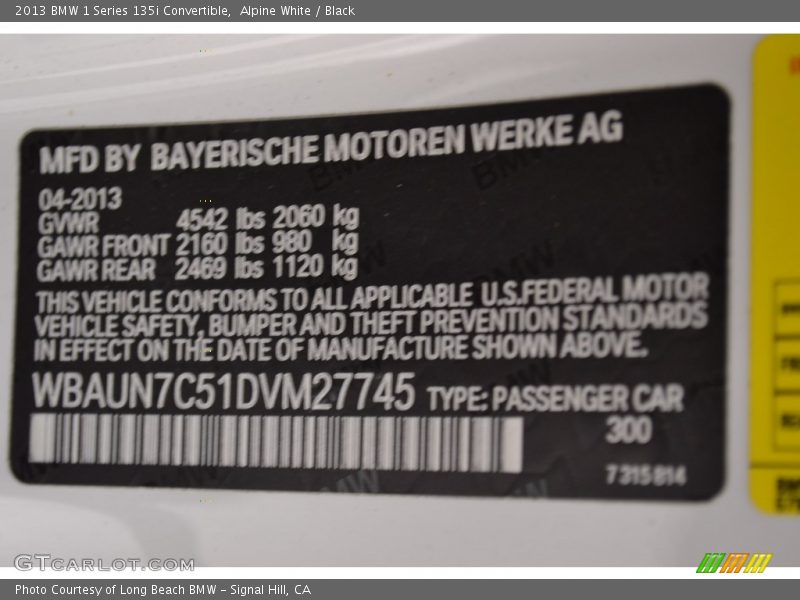 2013 BMW 1 Series 135i Convertible, Alpine White / Black
MFD BY BAYERISCHE MOTOREN WERKE AG
04-2013
GVWR 4542 lbs 2060 kg
GAWR FRONT 2160 lbs 980 kg
GAWR REAR 2469 lbs 1120 kg
THIS VEHICLE CONFORMS TO ALL APPLICABLE U.S.FEDERAL MOTOR
VEHICLE SAFETY, BUMPER AND THEFT PREVENTION STANDARDS
IN EFFECT ON THE DATE OF MANUFACTURE SHOWN ABOVE.
WBAUN7C51DVM27745 TYPE: PASSENGER CAR
300
7315814
GTCARLOT.COM
Photo Courtesy of Long Beach BMW – Signal Hill, CA